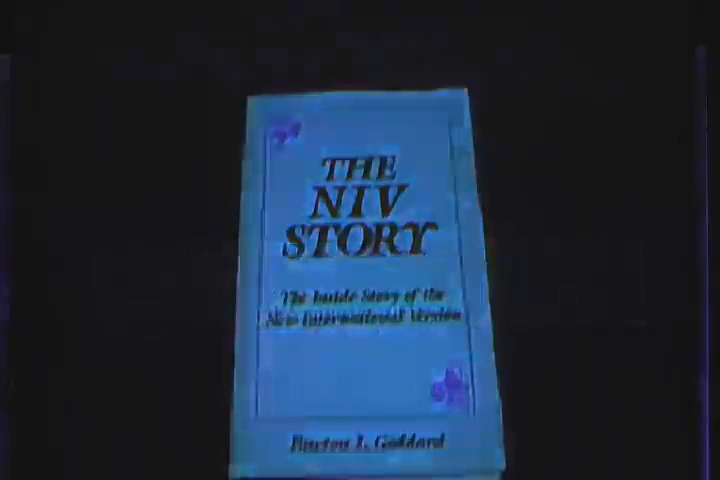 THE
NIV
STORY
The Inside Story of the
New International Version
Burton L. Goddard